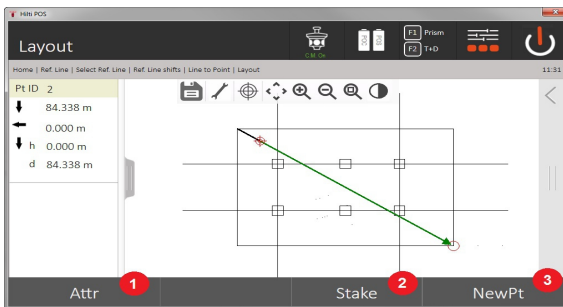 Hilti POS
Layout
C M On
POC
POS
F1 Prism
F2 T+D
Home | Ref. Line | Select Ref. Line | Ref. Line shifts | Line to Point | Layout
11:31
Pt ID 2
84.338 m
0.000 m
h 0.000 m
d 84.338 m
Attr
1
Stake
2
NewPt
3